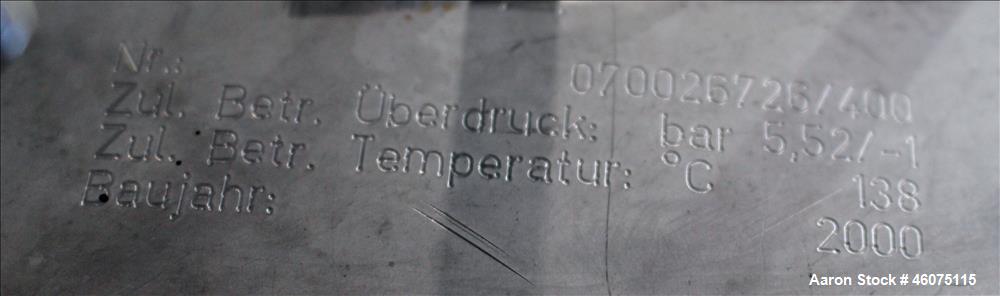 Nr.: 070026726/400
Zul. Betr. Überdruck: bar 5,52/-1
Zul. Betr. Temperatur: °C 138
Baujahr: 2000
Aaron Stock # 46075115